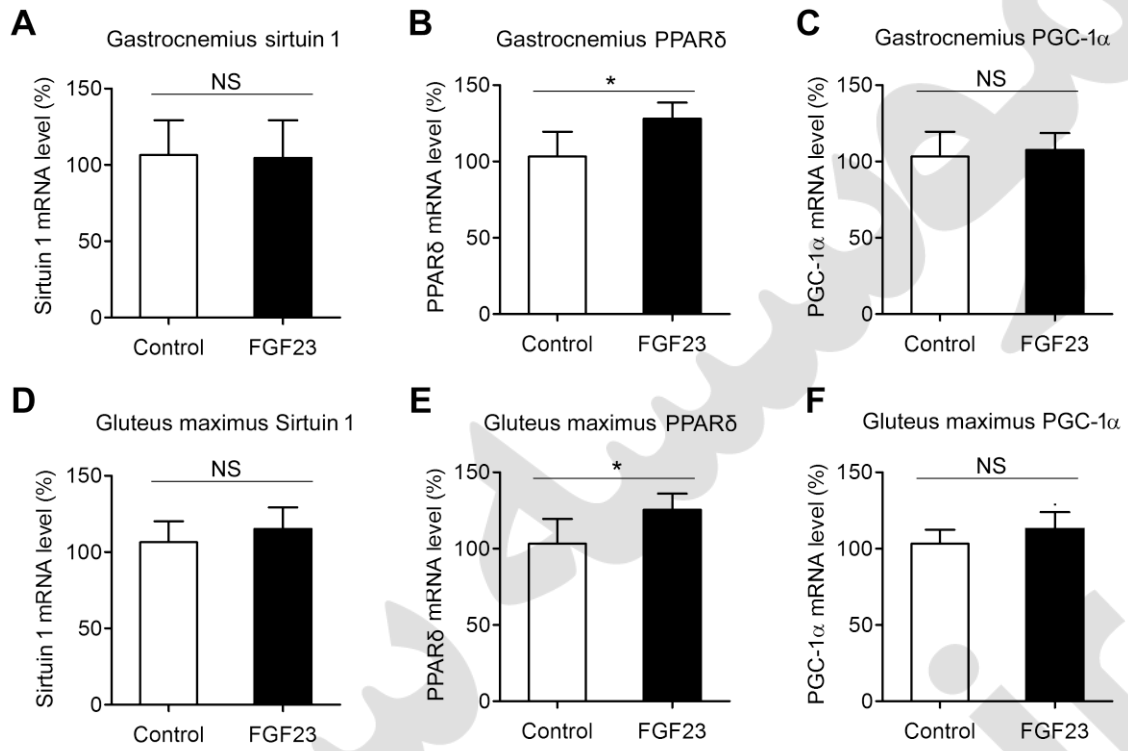 A
Gastrocnemius sirtuin 1
Sirtuin 1 mRNA level (%)
150
100
50
0
NS
Control
FGF23
B
Gastrocnemius PPARδ
PPARδ mRNA level (%)
150
100
50
0
*
Control
FGF23
C
Gastrocnemius PGC-1α
PGC-1α mRNA level (%)
150
100
50
0
NS
Control
FGF23
D
Gluteus maximus Sirtuin 1
Sirtuin 1 mRNA level (%)
150
100
50
0
NS
Control
FGF23
E
Gluteus maximus PPARδ
PPARδ mRNA level (%)
150
100
50
0
*
Control
FGF23
F
Gluteus maximus PGC-1α
PGC-1α mRNA level (%)
150
100
50
0
NS
Control
FGF23